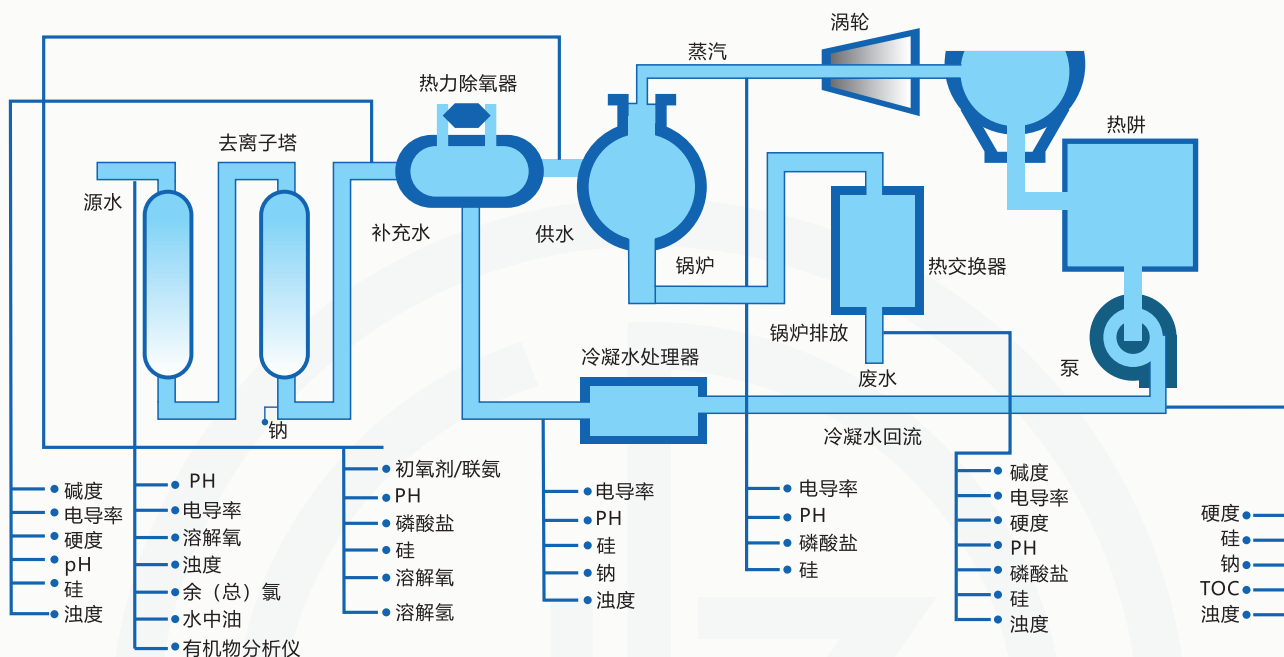 涡轮
蒸汽
热力除氧器
热阱
去离子塔
源水
补充水
供水
锅炉
热交换器
锅炉排放
冷凝水处理器
泵
废水
钠
冷凝水回流
碱度
电导率
硬度
pH
硅
浊度
PH
电导率
溶解氧
浊度
余（总）氯
水中油
有机物分析仪
初氧剂/联氨
PH
磷酸盐
硅
溶解氧
溶解氢
电导率
PH
硅
钠
浊度
电导率
PH
磷酸盐
硅
碱度
电导率
硬度
PH
磷酸盐
硅
浊度
硬度
硅
钠
TOC
浊度